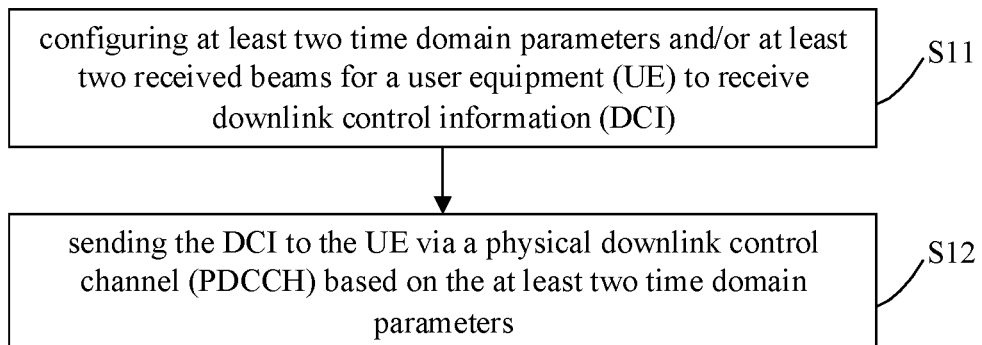 configuring at least two time domain parameters and/or at least
two received beams for a user equipment (UE) to receive
downlink control information (DCI)
S11
sending the DCI to the UE via a physical downlink control
channel (PDCCH) based on the at least two time domain
parameters
S12